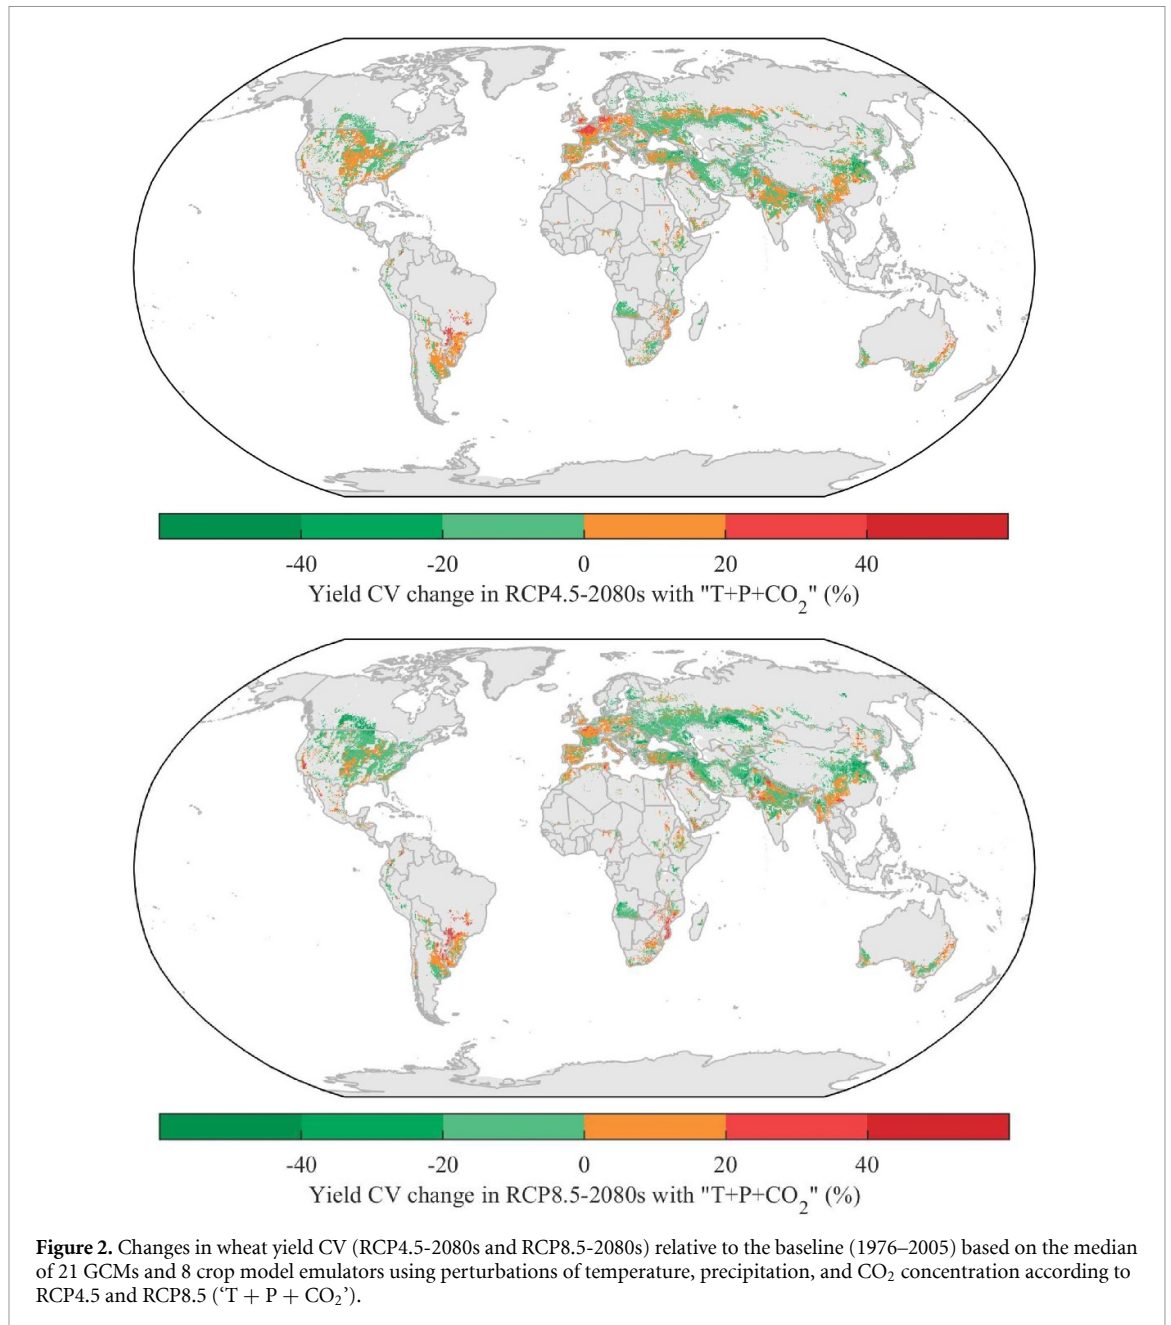 -40 -20 0 20 40
Yield CV change in RCP4.5-2080s with "T+P+CO2" (%)
-40 -20 0 20 40
Yield CV change in RCP8.5-2080s with "T+P+CO2" (%)
Figure 2. Changes in wheat yield CV (RCP4.5-2080s and RCP8.5-2080s) relative to the baseline (1976–2005) based on the median
of 21 GCMs and 8 crop model emulators using perturbations of temperature, precipitation, and CO2 concentration according to
RCP4.5 and RCP8.5 (‘T + P + CO2’).